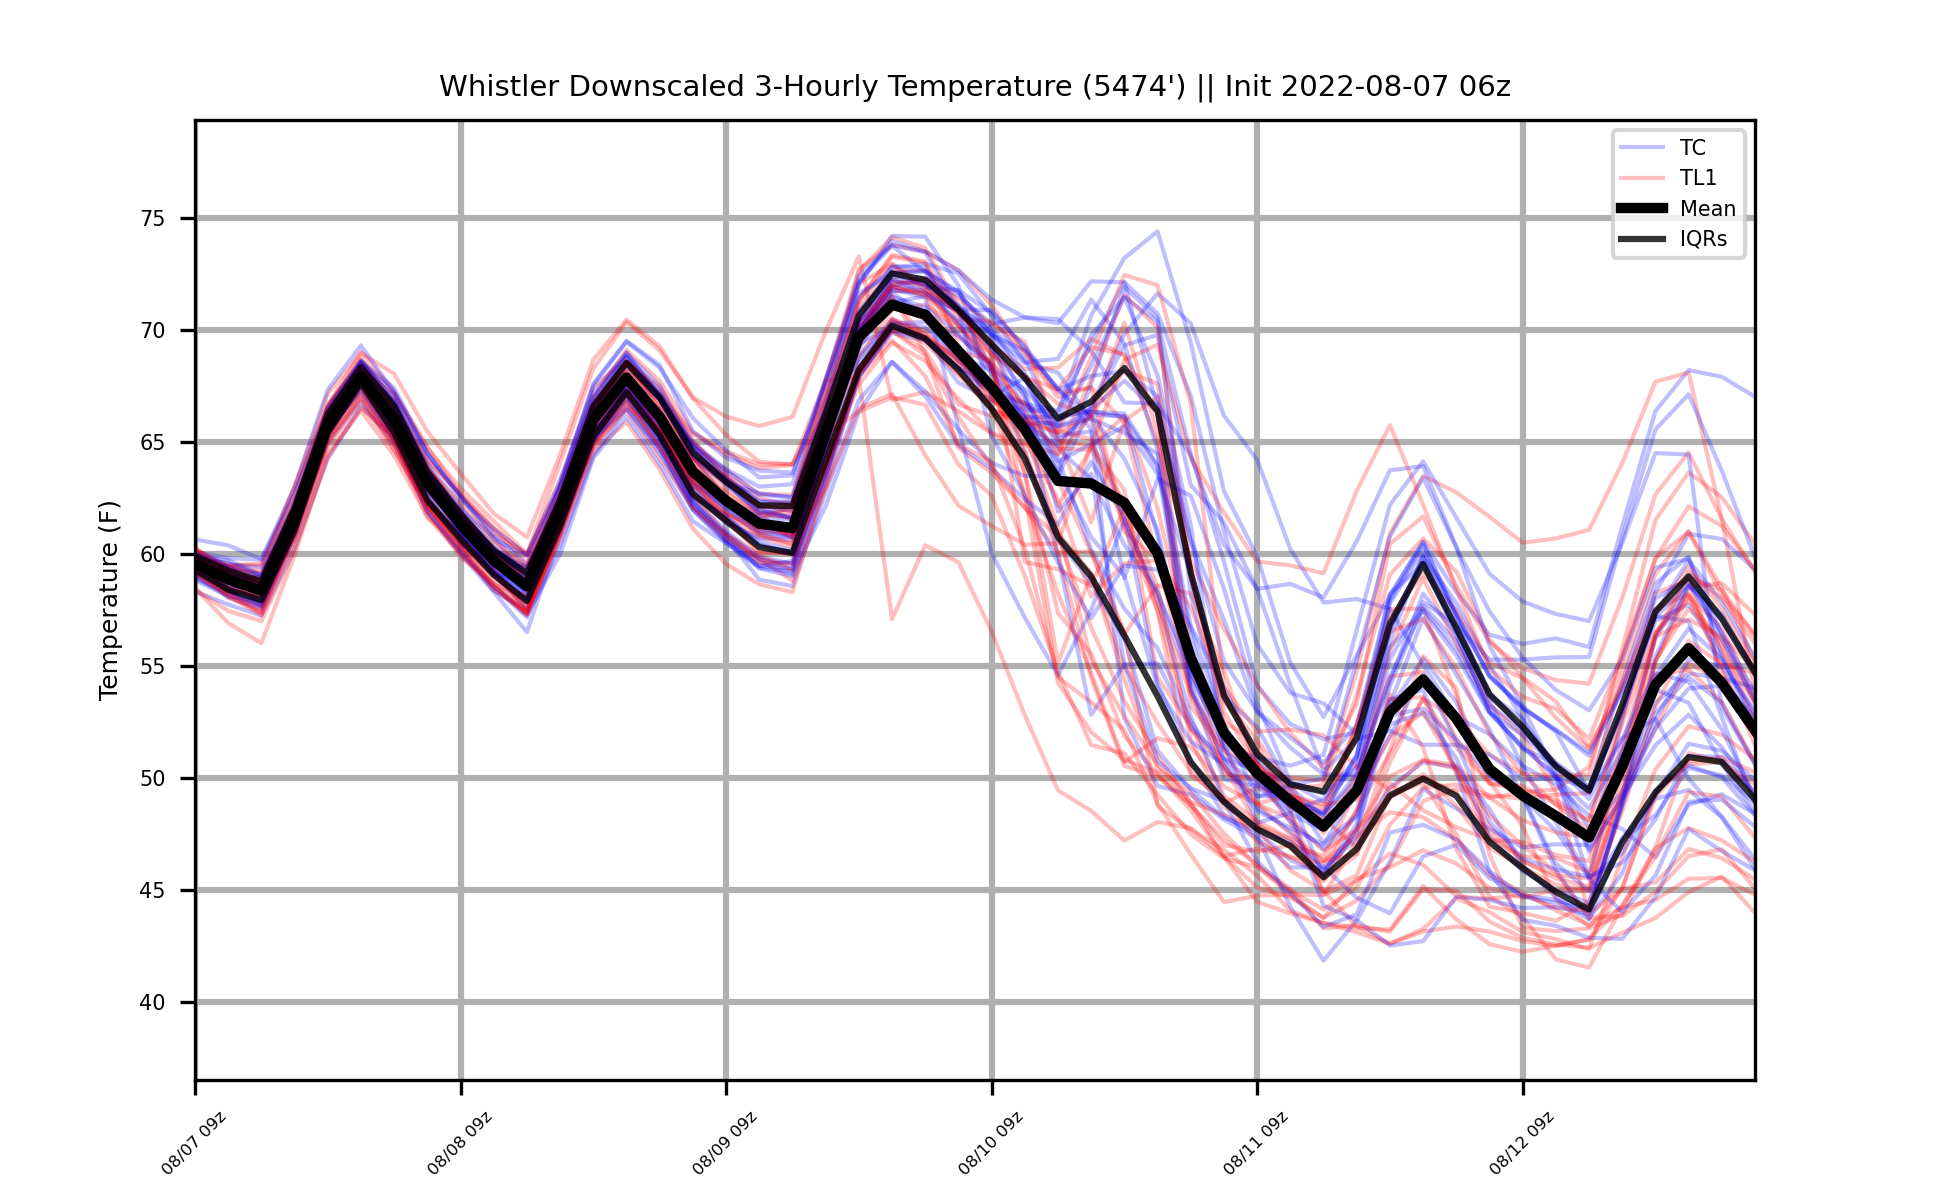 Whistler Downscaled 3-Hourly Temperature (5474') || Init 2022-08-07 06z
TC
TL1
Mean
IQRs
Temperature (F)
75
70
65
60
55
50
45
40
08/07 09z
08/08 09z
08/09 09z
08/10 09z
08/11 09z
08/12 09z